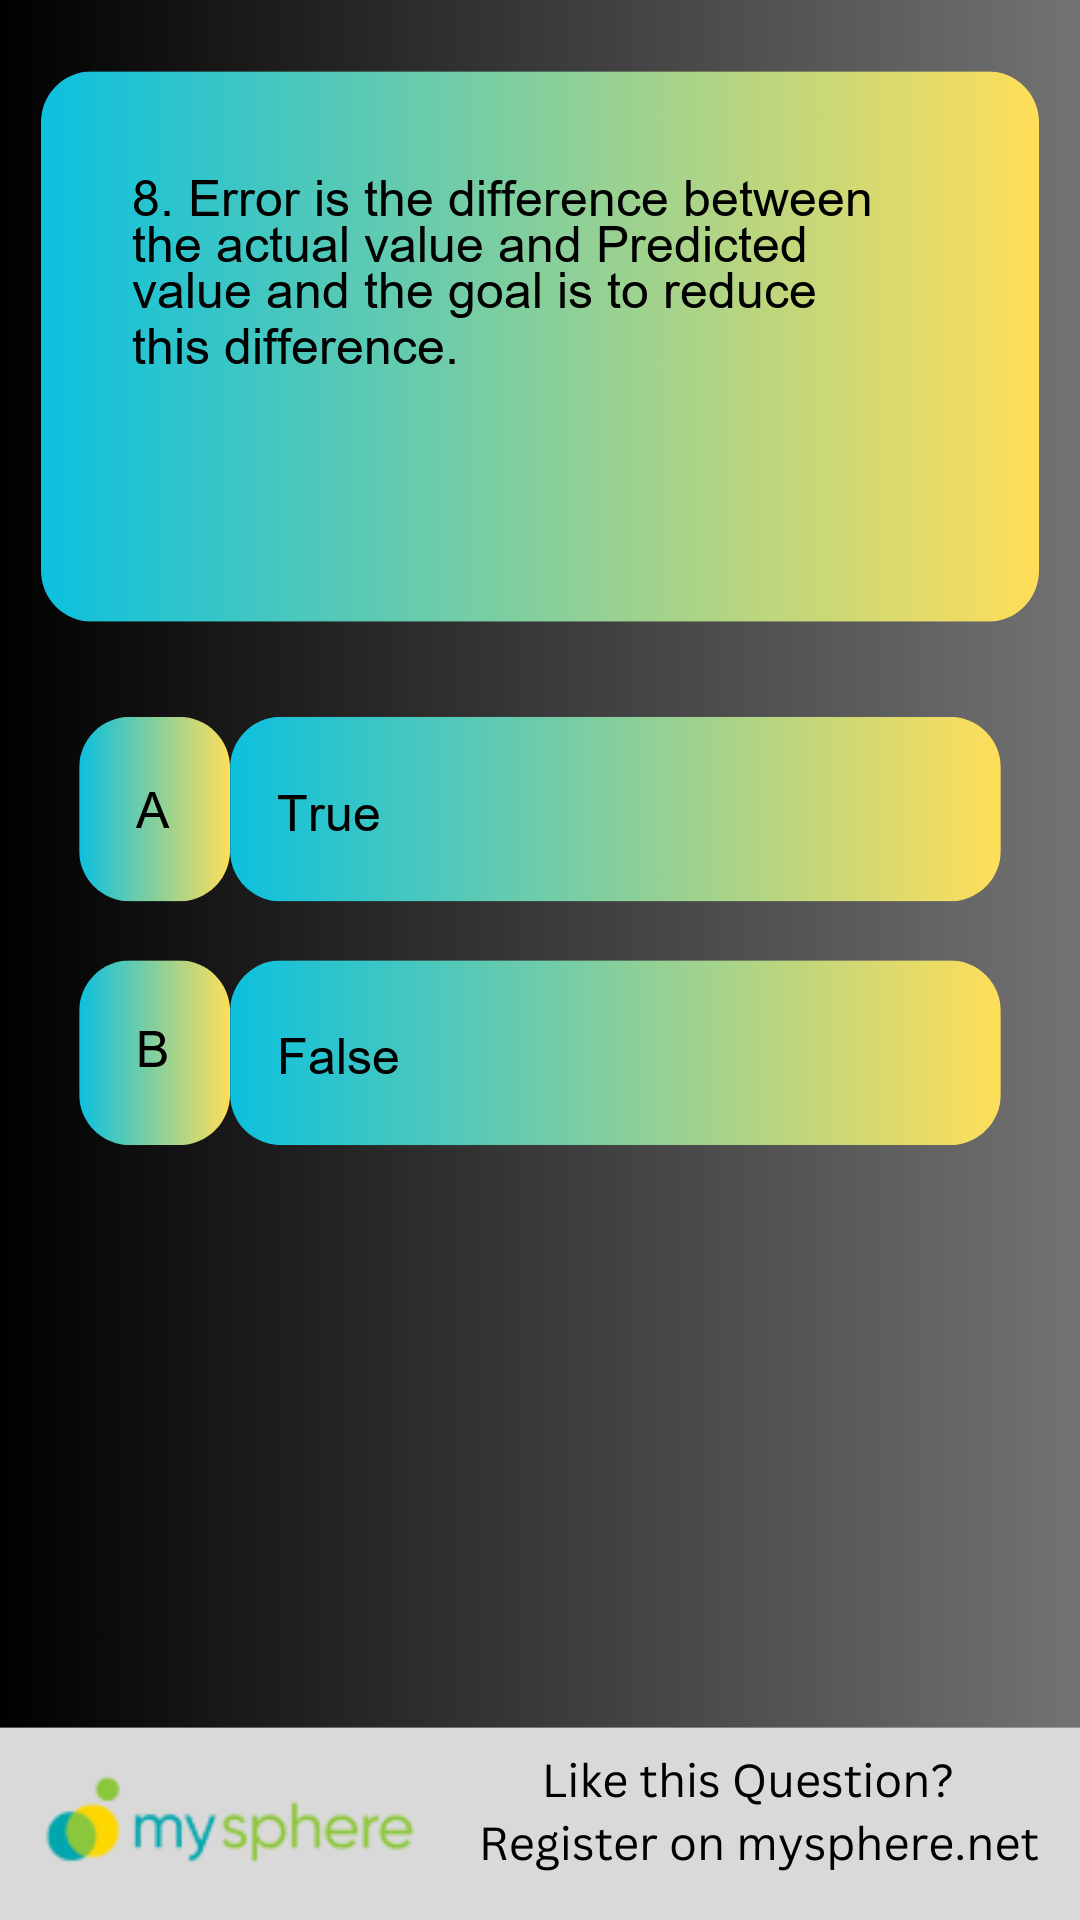 8. Error is the difference between
the actual value and Predicted
value and the goal is to reduce
this difference.
A
True
B
False
mysphere
Like this Question?
Register on mysphere.net